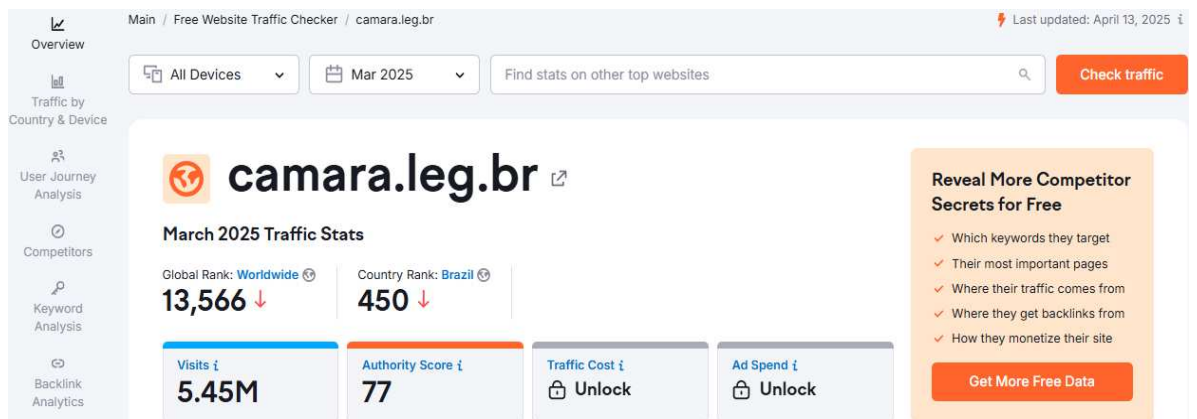 Overview
Traffic by
Country & Device
User Journey
Analysis
Competitors
Keyword
Analysis
Backlink
Analytics
Main / Free Website Traffic Checker / camara.leg.br
Last updated: April 13, 2025 i
All Devices
Mar 2025
Find stats on other top websites
Check traffic
camara.leg.br
March 2025 Traffic Stats
Global Rank: Worldwide
13,566 ↓
Country Rank: Brazil
450 ↓
Visits i
5.45M
Authority Score i
77
Traffic Cost i
Unlock
Ad Spend i
Unlock
Reveal More Competitor
Secrets for Free
Which keywords they target
Their most important pages
Where their traffic comes from
Where they get backlinks from
How they monetize their site
Get More Free Data